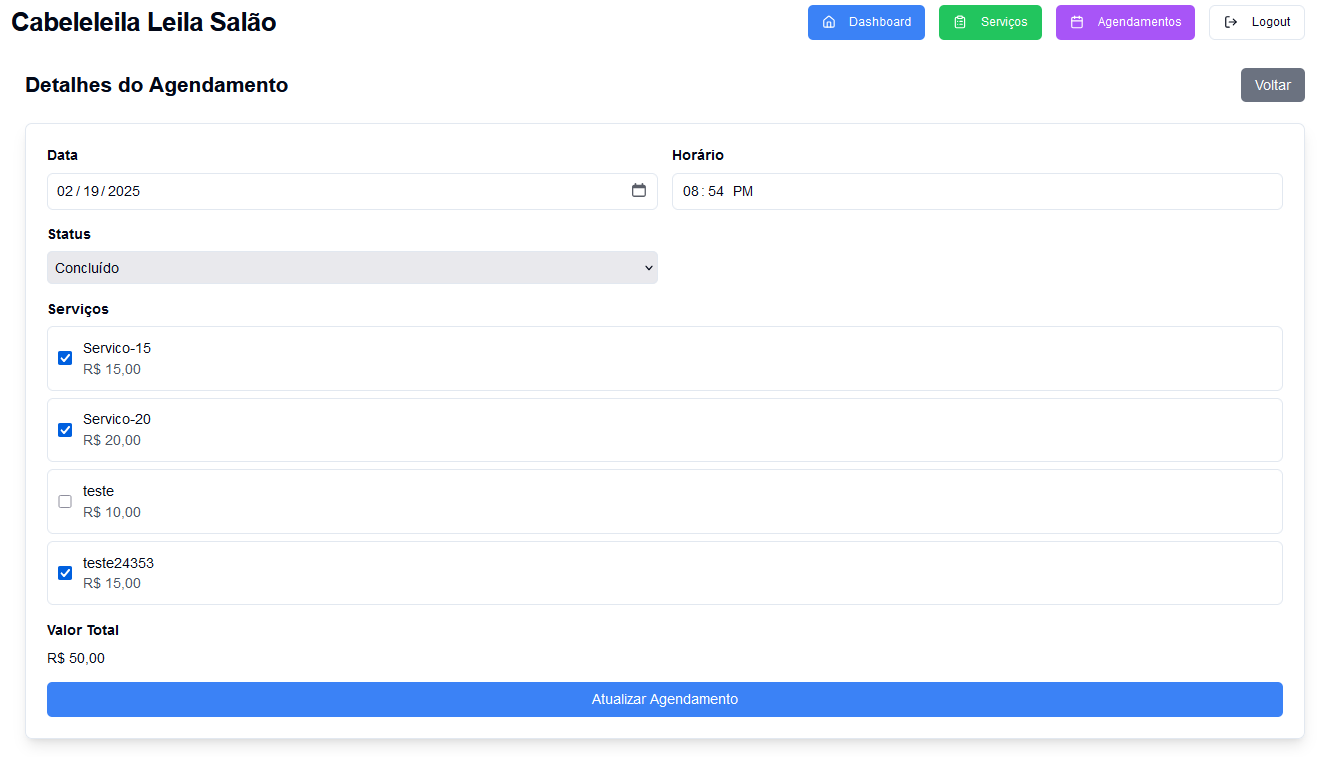 Cabeleleila Leila Salão
Dashboard
Serviços
Agendamentos
Logout
Detalhes do Agendamento
Voltar
Data
Horário
02/19/2025
08:54 PM
Status
Concluído
Serviços
Servico-15
R$ 15,00
Servico-20
R$ 20,00
teste
R$ 10,00
teste24353
R$ 15,00
Valor Total
R$ 50,00
Atualizar Agendamento